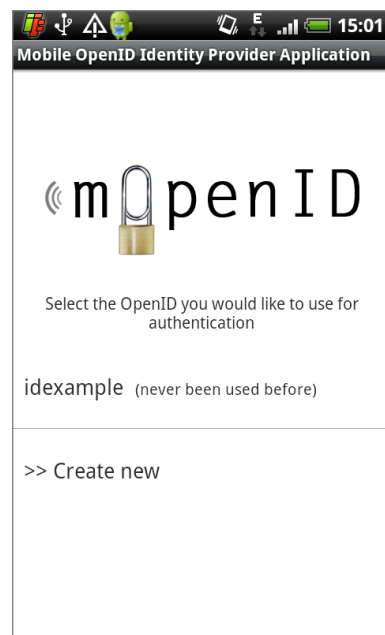 E 15:01
Mobile OpenID Identity Provider Application
mOpenID
Select the OpenID you would like to use for
authentication
idexample (never been used before)
>> Create new